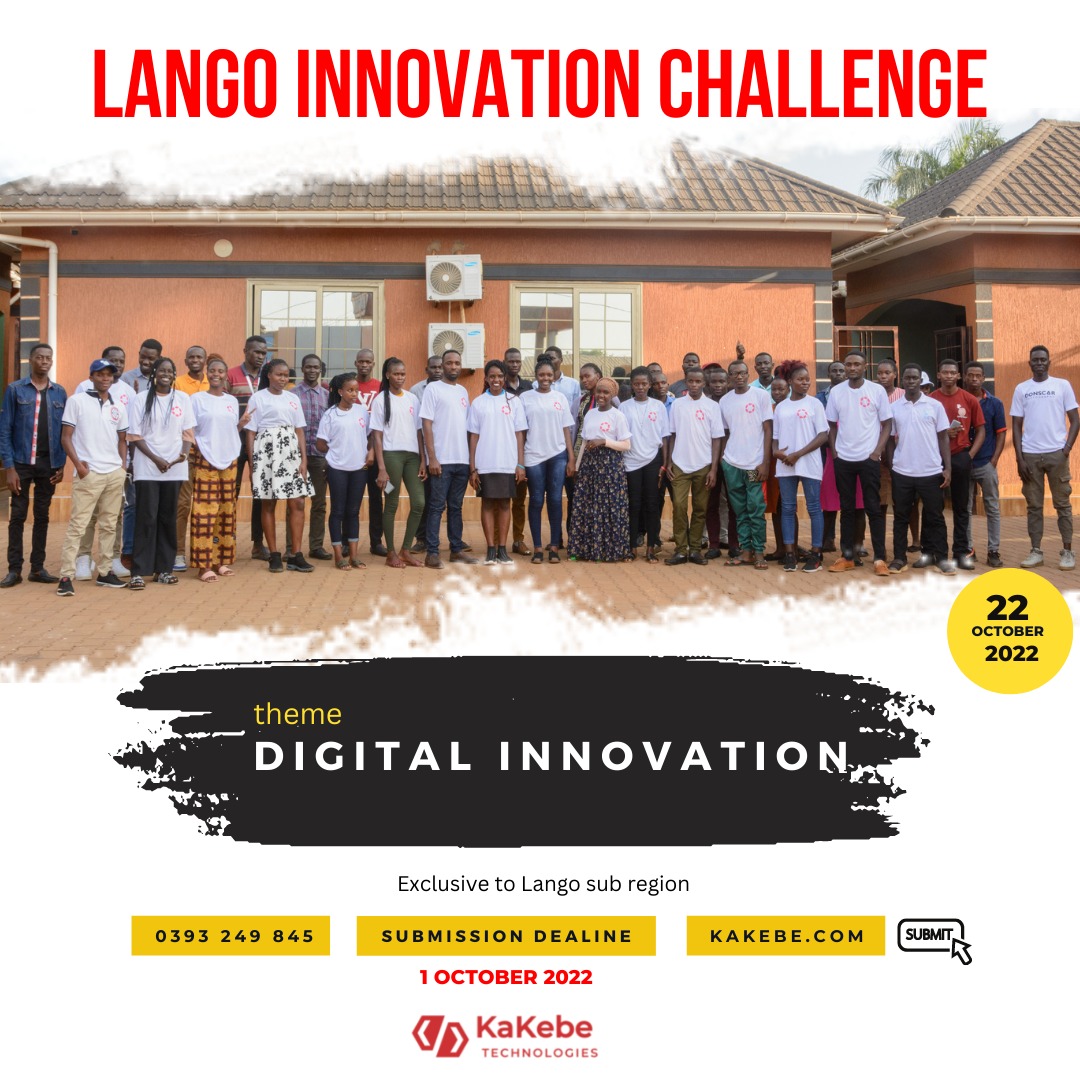 LANGO INNOVATION CHALLENGE
22
OCTOBER
2022
theme
DIGITAL INNOVATION
Exclusive to Lango sub region
0393 249 845
SUBMISSION DEALINE
KAKEBE.COM
SUBMIT
1 OCTOBER 2022
KaKebe
TECHNOLOGIES